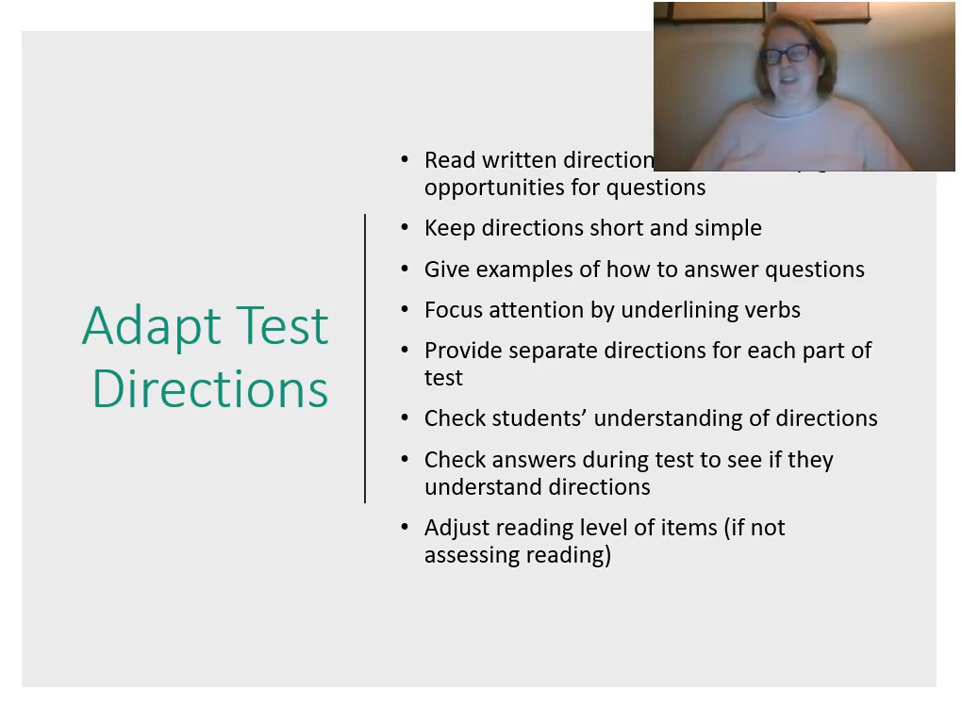 Adapt Test
Directions
• Read written
opportunities for questions
• Keep directions short and simple
• Give examples of how to answer questions
• Focus attention by underlining verbs
• Provide separate directions for each part of
test
• Check students’ understanding of directions
• Check answers during test to see if they
understand directions
• Adjust reading level of items (if not
assessing reading)